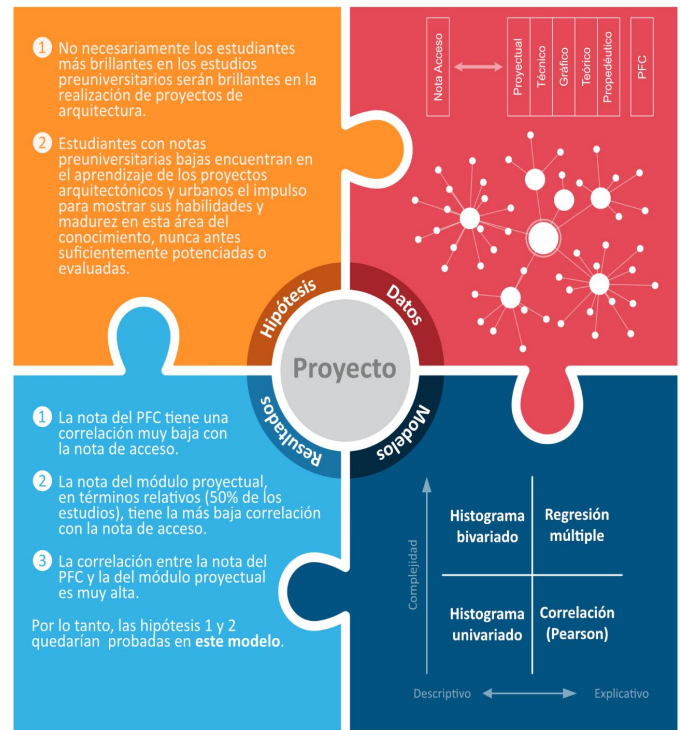 1 No necesariamente los estudiantes
más brillantes en los estudios
preuniversitarios serán brillantes en la
realización de proyectos de
arquitectura.
2 Estudiantes con notas
preuniversitarias bajas encuentran en
el aprendizaje de los proyectos
arquitectónicos y urbanos el impulso
para mostrar sus habilidades y
madurez en esta área del
conocimiento, nunca antes
suficientemente potenciadas o
evaluadas.
Nota Acceso
Proyectual
Técnico
Gráfico
Teorico
Propedéutico
PFC
Hipótesis
Datos
Proyecto
Resultados
Modelos
1 La nota del PFC tiene una
correlación muy baja con
la nota de acceso.
2 La nota del módulo proyectual,
en términos relativos (50% de los
estudios), tiene la más baja correlación
con la nota de acceso.
3 La correlación entre la nota del
PFC y la del módulo proyectual
es muy alta.
Por lo tanto, las hipótesis 1 y 2
quedarían probadas en este modelo.
Complejidad
Histograma
bivariado
Regresión
múltiple
Histograma
univariado
Correlación
(Pearson)
Descriptivo
Explicativo